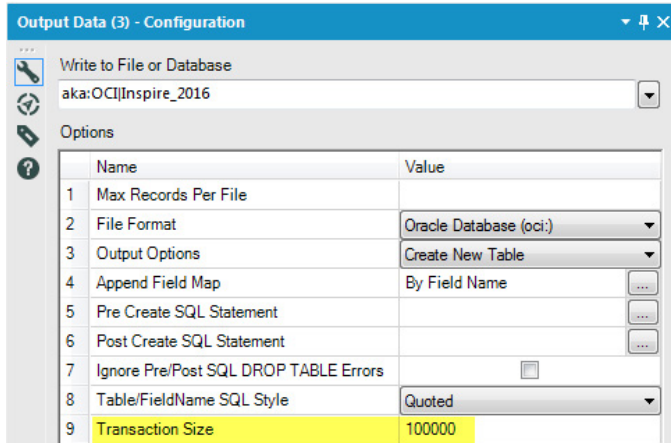 Output Data (3) - Configuration
Write to File or Database
aka:OCI|Inspire_2016
Options
Name Value
1 Max Records Per File
2 File Format Oracle Database (oci:)
3 Output Options Create New Table
4 Append Field Map By Field Name ...
5 Pre Create SQL Statement ...
6 Post Create SQL Statement ...
7 Ignore Pre/Post SQL DROP TABLE Errors
8 Table/FieldName SQL Style Quoted
9 Transaction Size 100000